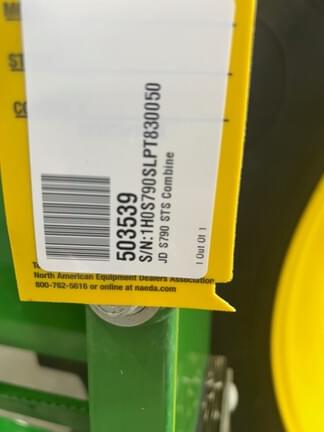 503539
S/N:1H0S790SLPT830050
JD S790 STS Combine
1 Out Of 1
North American Equipment Dealers Association
800-762-5616 or online at naeda.com